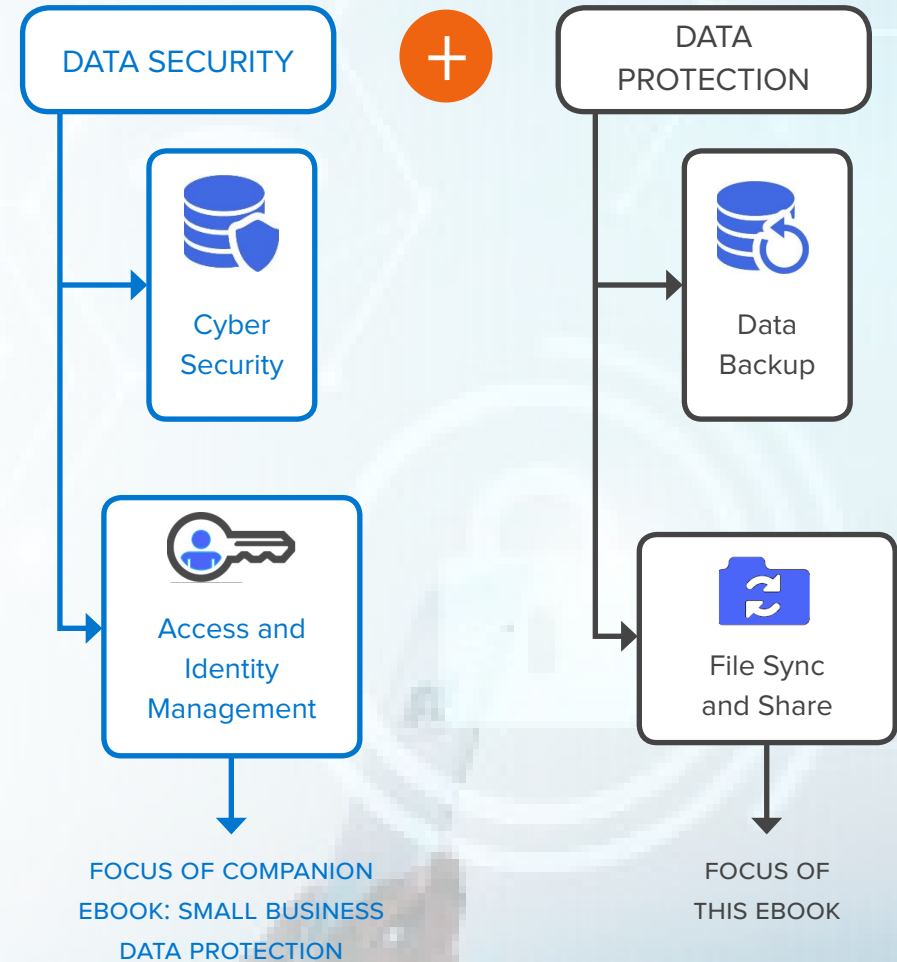 DATA SECURITY
+
DATA
PROTECTION
Cyber
Security
Data
Backup
Access and
Identity
Management
File Sync
and Share
FOCUS OF COMPANION
EBOOK: SMALL BUSINESS
DATA PROTECTION
FOCUS OF
THIS EBOOK